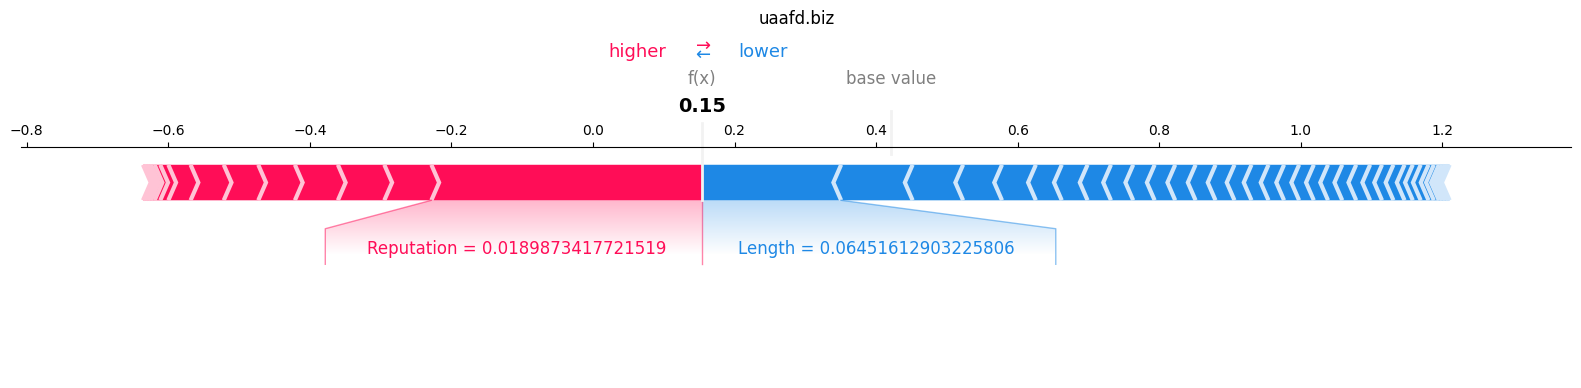 uaafd.biz
higher ⇄ lower
f(x) base value
0.15
−0.8 −0.6 −0.4 −0.2 0.0 0.2 0.4 0.6 0.8 1.0 1.2
Reputation = 0.0189873417721519 Length = 0.06451612903225806